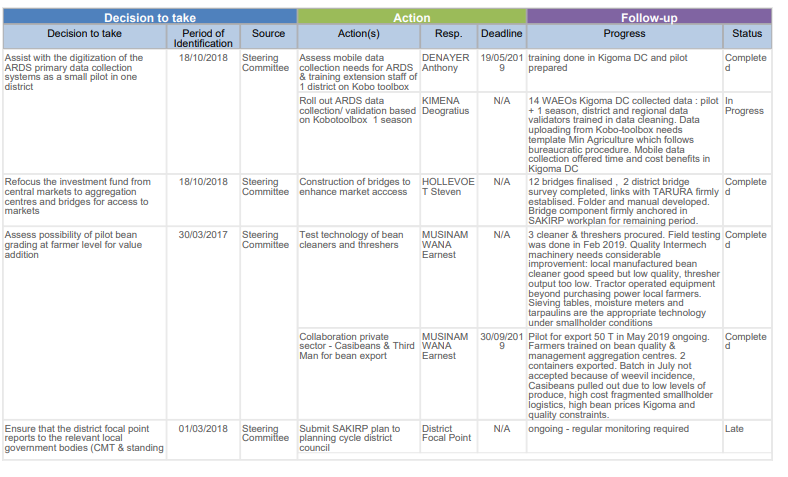 Decision to take Action Follow-up
Decision to take Period of Identification Source Action(s) Resp. Deadline Progress Status
Assist with the digitization of the
ARDS primary data collection
systems as a small pilot in one
district
18/10/2018
Steering
Committee
Assess mobile data
collection needs for ARDS
& training extension staff of
1 district on Kobo toolbox
DENAYER
Anthony
19/05/201
9
training done in Kigoma DC and pilot
prepared
Complete
d
Roll out ARDS data
collection/ validation based
on Kobotoolbox 1 season
KIMENA
Deogratius
N/A
14 WAEOs Kigoma DC collected data : pilot
+ 1 season, district and regional data
validators trained in data cleaning. Data
uploading from Kobo-toolbox needs
template Min Agriculture which follows
bureaucratic procedure. Mobile data
collection offered time and cost benefits in
Kigoma DC
In
Progress
Refocus the investment fund from
central markets to aggregation
centres and bridges for access to
markets
18/10/2018
Steering
Committee
Construction of bridges to
enhance market acccess
HOLLEVOE
T Steven
N/A
12 bridges finalised , 2 district bridge
survey completed, links with TARURA firmly
establised. Folder and manual developed.
Bridge component firmly anchored in
SAKIRP workplan for remaining period.
Complete
d
Assess possibility of pilot bean
grading at farmer level for value
addition
30/03/2017
Steering
Committee
Test technology of bean
cleaners and threshers
MUSINAM
WANA
Earnest
N/A
3 cleaner & threshers procured. Field testing
was done in Feb 2019. Quality Intermech
machinery needs considerable
improvement: local manufactured bean
cleaner good speed but low quality, thresher
output too low. Tractor operated equipment
beyond purchasing power local farmers.
Sieving tables, moisture meters and
tarpaulins are the appropriate technology
under smallholder conditions
Complete
d
Collaboration private
sector - Casibeans & Third
Man for bean export
MUSINAM
WANA
Earnest
30/09/201
9
Pilot for export 50 T in May 2019 ongoing.
Farmers trained on bean quality &
management aggregation centres. 2
containers exported. Batch in July not
accepted because of weevil incidence,
Casibeans pulled out due to low levels of
produce, high cost fragmented smallholder
logistics, high bean prices Kigoma and
quality constraints.
Complete
d
Ensure that the district focal point
reports to the relevant local
government bodies (CMT & standing
01/03/2018
Steering
Committee
Submit SAKIRP plan to
planning cycle district
council
District
Focal Point
N/A
ongoing - regular monitoring required
Late